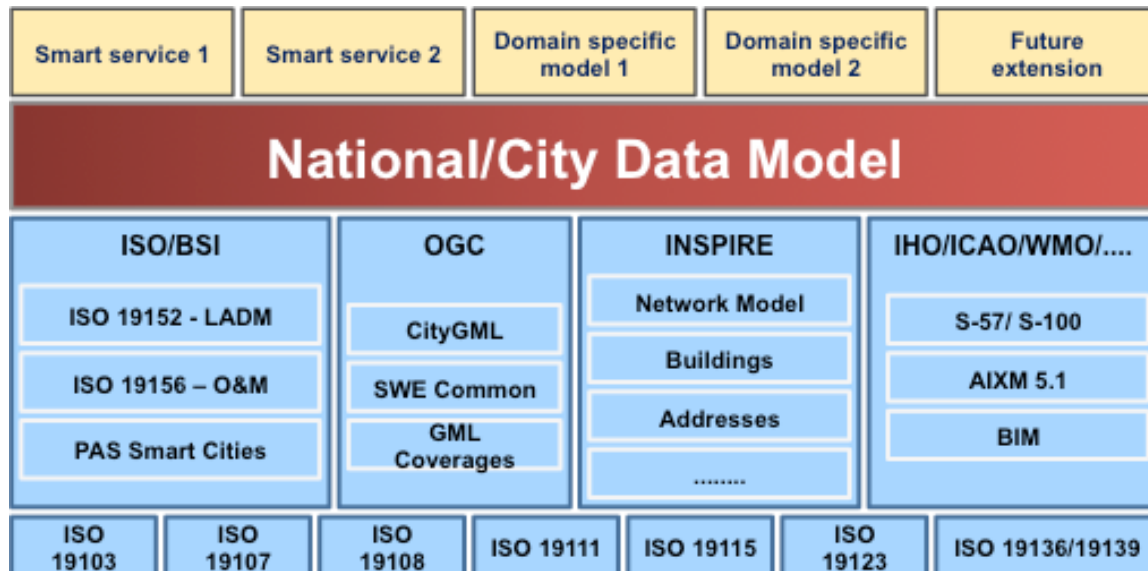 Smart service 1
Smart service 2
Domain specific
model 1
Domain specific
model 2
Future
extension
National/City Data Model
ISO/BSI
ISO 19152 - LADM
ISO 19156 – O&M
PAS Smart Cities
OGC
CityGML
SWE Common
GML
Coverages
INSPIRE
Network Model
Buildings
Addresses
........
IHO/ICAO/WMO/....
S-57/ S-100
AIXM 5.1
BIM
ISO
19103
ISO
19107
ISO
19108
ISO 19111
ISO 19115
ISO
19123
ISO 19136/19139